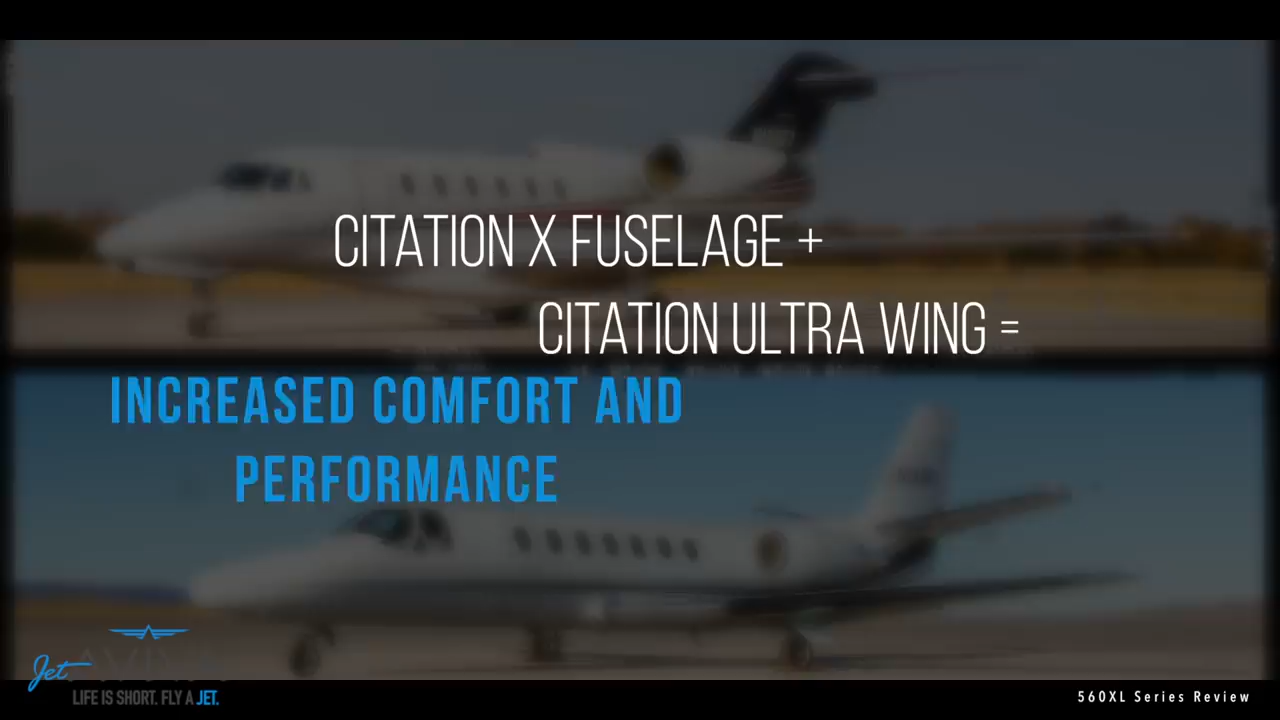 CITATION X FUSELAGE +
CITATION ULTRA WING =
INCREASED COMFORT AND
PERFORMANCE
Jet
LIFE IS SHORT. FLY A JET.
560XL Series Review